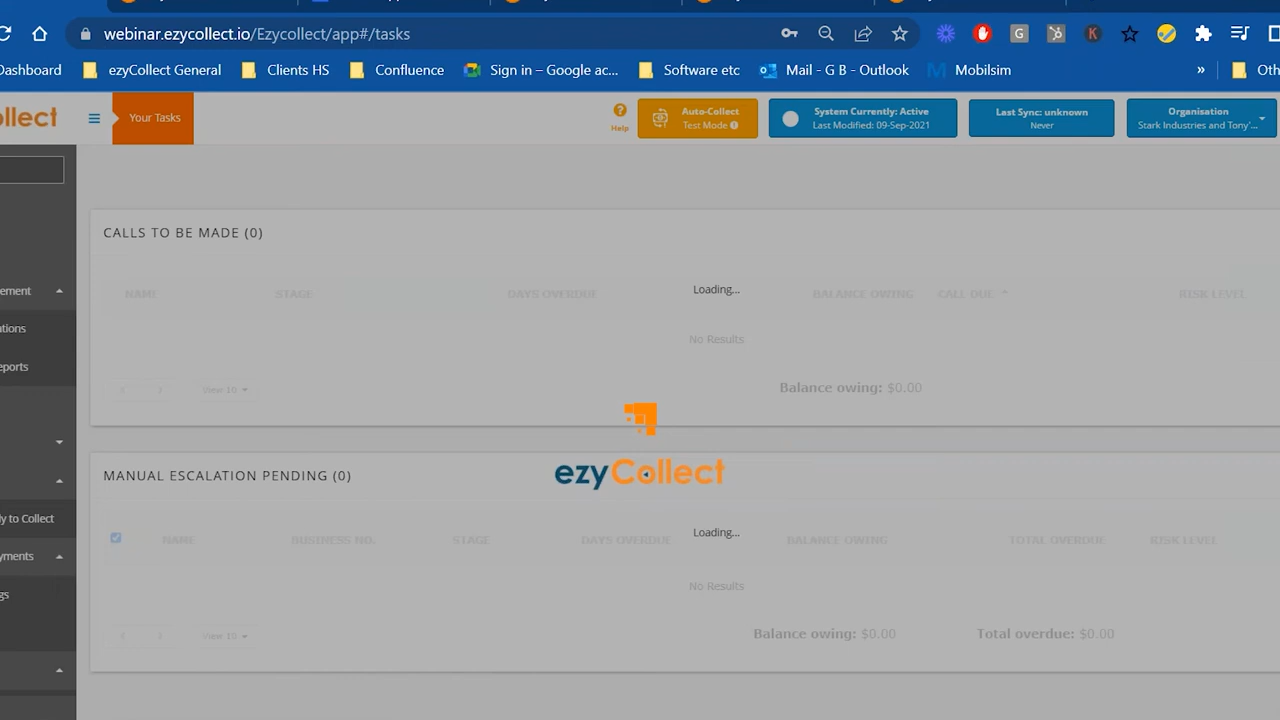 webinar.ezycollect.io/Ezycollect/app#/tasks
Dashboard ezyCollect General Clients HS Confluence Sign in – Google ac... Software etc Mail - G B - Outlook Mobilsim » Oth
ollect Your Tasks Help Auto-Collect System Currently: Active Last Sync: unknown Organisation
Test Mode Last Modified: 09-Sep-2021 Never Stark Industries and Tony'...
CALLS TO BE MADE (0)
NAME STAGE DAYS OVERDUE Loading... BALANCE OWING CALL DUE RISK LEVEL
No Results
View 10 Balance owing: $0.00
ezyCollect
MANUAL ESCALATION PENDING (0)
Loading...
NAME BUSINESS NO. STAGE DAYS OVERDUE BALANCE OWING TOTAL OVERDUE RISK LEVEL
No Results
View 10 Balance owing: $0.00 Total overdue: $0.00
ement
ations
eports
ly to Collect
yments
gs